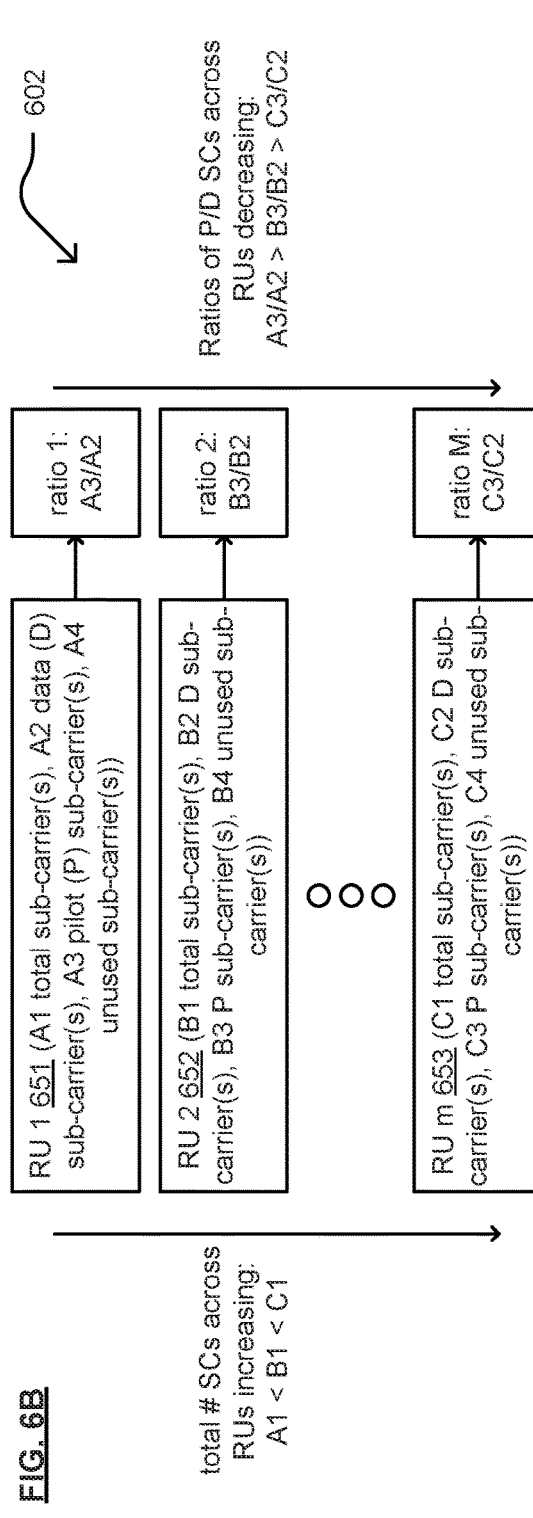 FIG. 6B
602
total # SCs across
RUs increasing:
A1 < B1 < C1
RU 1 651 (A1 total sub-carrier(s), A2 data (D)
sub-carrier(s), A3 pilot (P) sub-carrier(s), A4
unused sub-carrier(s))
ratio 1:
A3/A2
RU 2 652 (B1 total sub-carrier(s), B2 D sub-
carrier(s), B3 P sub-carrier(s), B4 unused sub-
carrier(s))
ratio 2:
B3/B2
RU m 653 (C1 total sub-carrier(s), C2 D sub-
carrier(s), C3 P sub-carrier(s), C4 unused sub-
carrier(s))
ratio M:
C3/C2
Ratios of P/D SCs across
RUs decreasing:
A3/A2 > B3/B2 > C3/C2